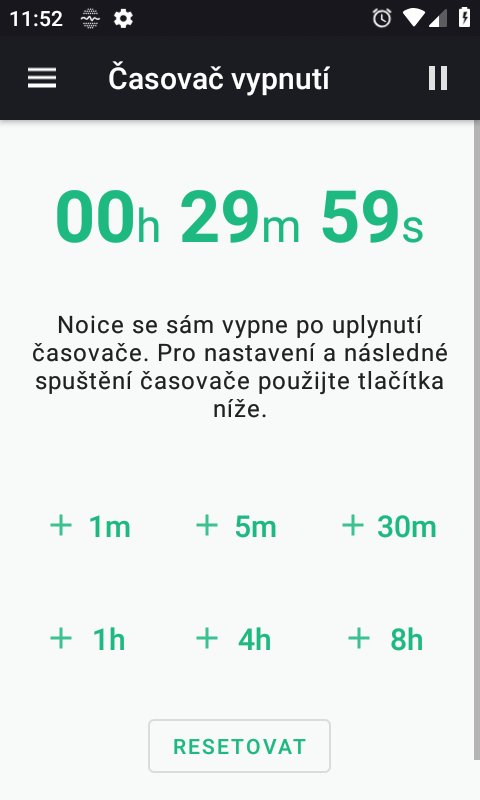 11:52
Časovač vypnutí
00h 29m 59s
Noice se sám vypne po uplynutí
časovače. Pro nastavení a následné
spuštění časovače použijte tlačítka
níže.
+ 1m + 5m + 30m
+ 1h + 4h + 8h
RESETOVAT